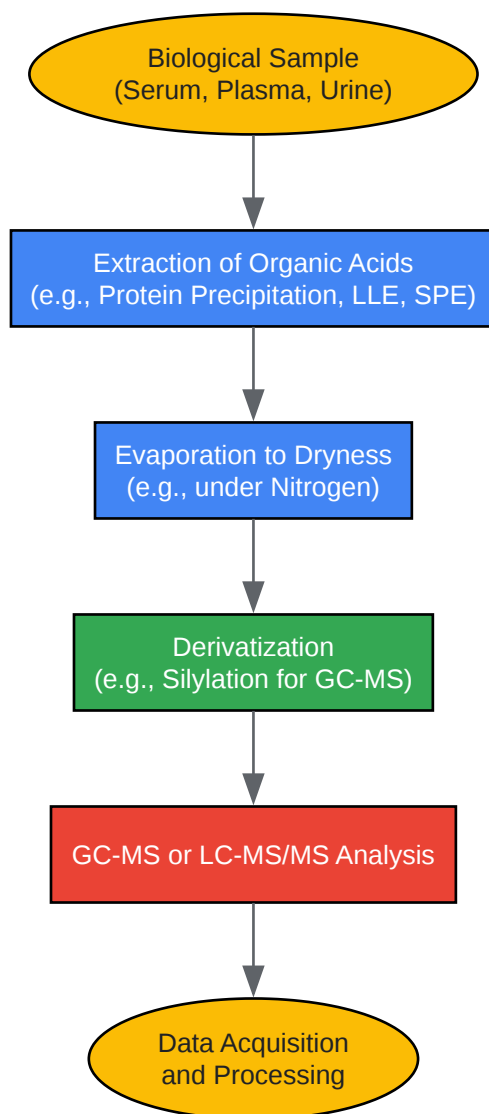 Biological Sample
(Serum, Plasma, Urine)
Extraction of Organic Acids
(e.g., Protein Precipitation, LLE, SPE)
Evaporation to Dryness
(e.g., under Nitrogen)
Derivatization
(e.g., Silylation for GC-MS)
GC-MS or LC-MS/MS Analysis
Data Acquisition
and Processing